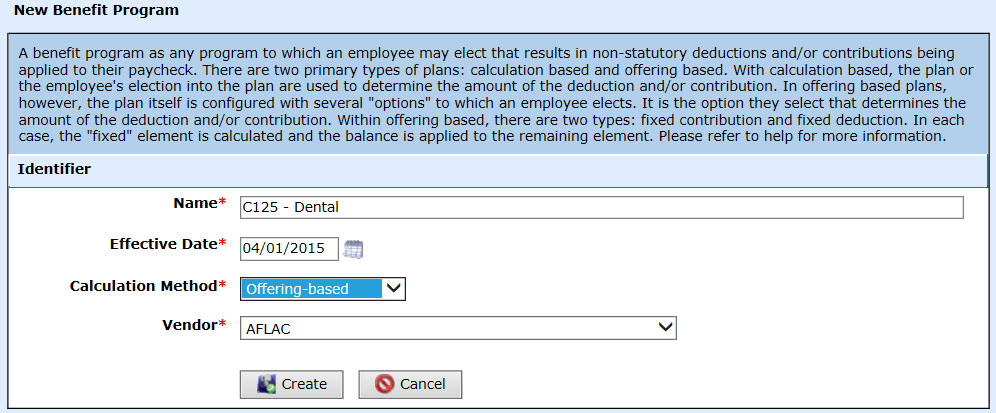 New Benefit Program
A benefit program as any program to which an employee may elect that results in non-statutory deductions and/or contributions being
applied to their paycheck. There are two primary types of plans: calculation based and offering based. With calculation based, the plan or
the employee's election into the plan are used to determine the amount of the deduction and/or contribution. In offering based plans,
however, the plan itself is configured with several "options" to which an employee elects. It is the option they select that determines the
amount of the deduction and/or contribution. Within offering based, there are two types: fixed contribution and fixed deduction. In each
case, the "fixed" element is calculated and the balance is applied to the remaining element. Please refer to help for more information.
Identifier
Name* C125 - Dental
Effective Date* 04/01/2015
Calculation Method* Offering-based
Vendor* AFLAC
Create Cancel